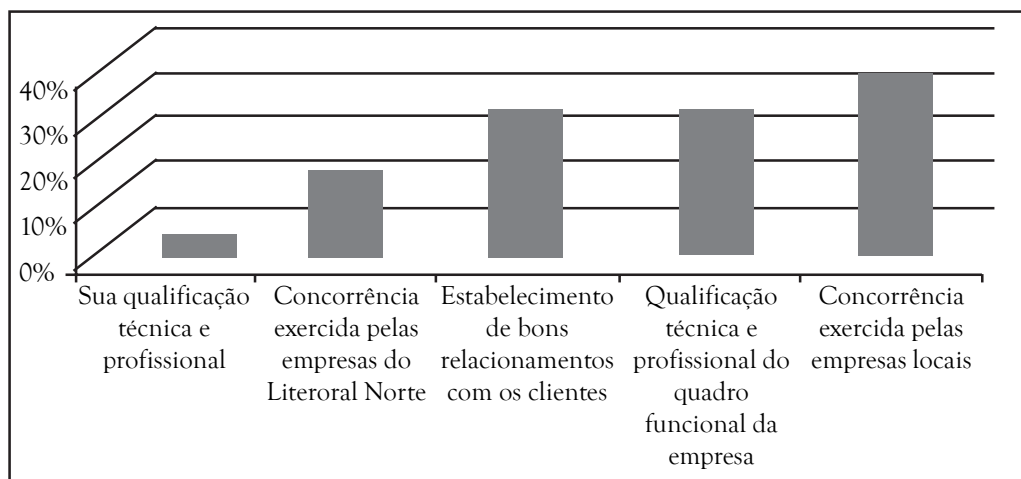 40%
30%
20%
10%
0%
Sua qualificação
técnica e
profissional
Concorrência
exercida pelas
empresas do
Literoral Norte
Estabelecimento
de bons
relacionamentos
com os clientes
Qualificação
técnica e
profissional do
quadro
funcional da
empresa
Concorrência
exercida pelas
empresas locais